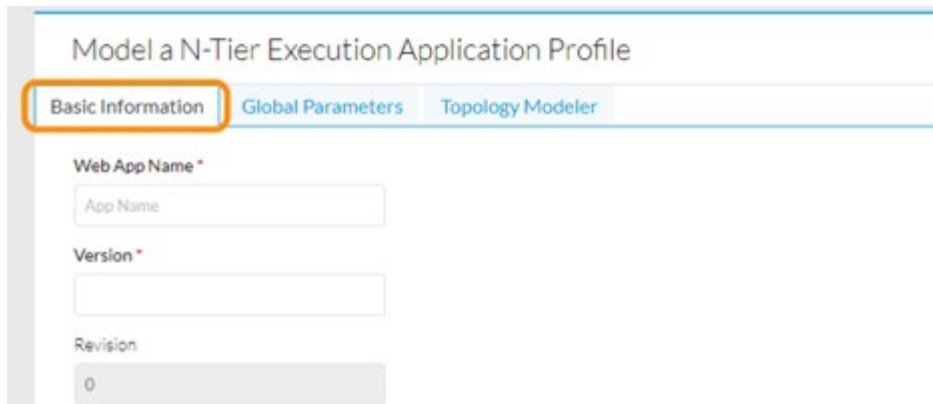 Model a N-Tier Execution Application Profile
Basic Information Global Parameters Topology Modeler
Web App Name *
App Name
Version *
Revision
0